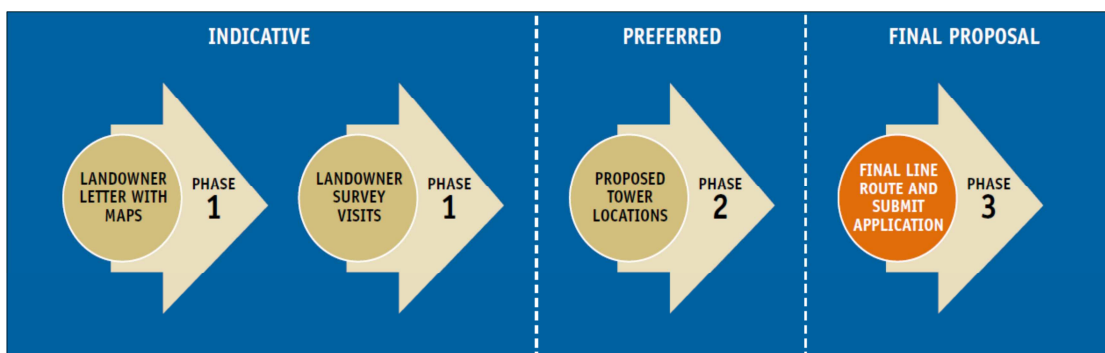 INDICATIVE
PREFERRED
FINAL PROPOSAL
LANDOWNER
LETTER WITH
MAPS
PHASE
1
LANDOWNER
SURVEY
VISITS
PHASE
1
PROPOSED
TOWER
LOCATIONS
PHASE
2
FINAL LINE
ROUTE AND
SUBMIT
APPLICATION
PHASE
3